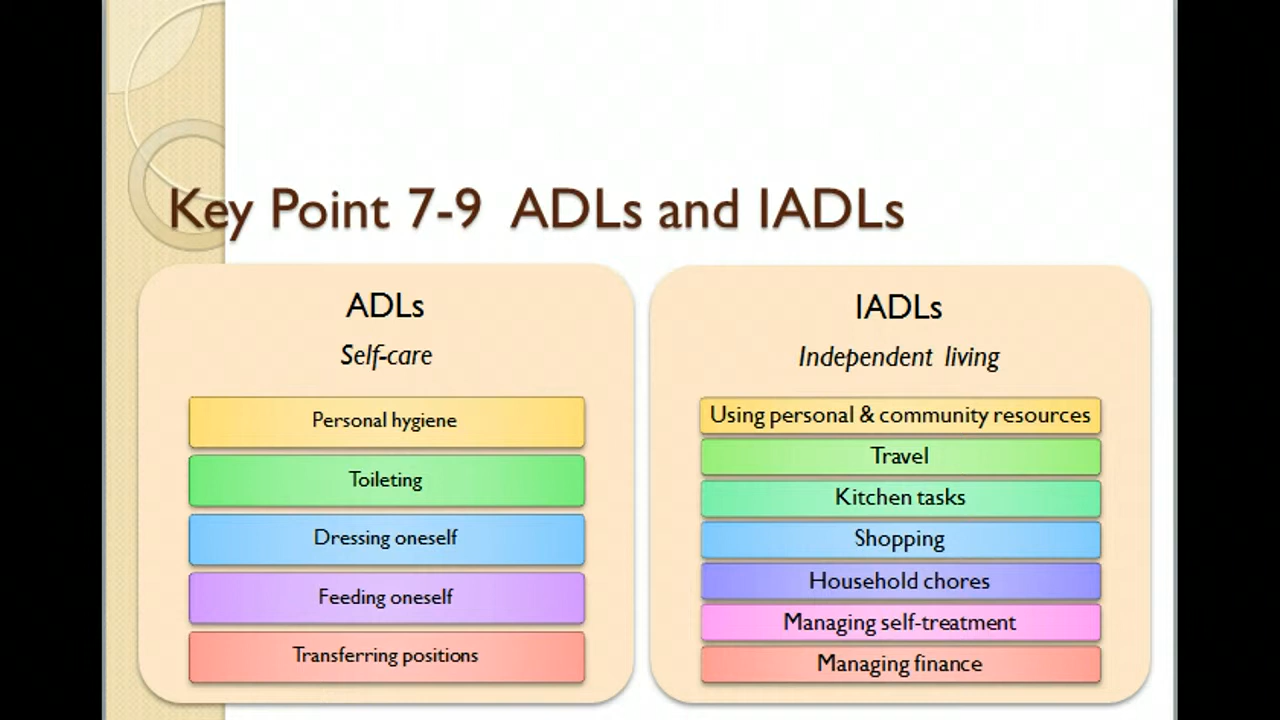 Key Point 7-9 ADLs and IADLs
ADLs
Self-care
Personal hygiene
Toileting
Dressing oneself
Feeding oneself
Transferring positions
IADLs
Independent living
Using personal & community resources
Travel
Kitchen tasks
Shopping
Household chores
Managing self-treatment
Managing finance